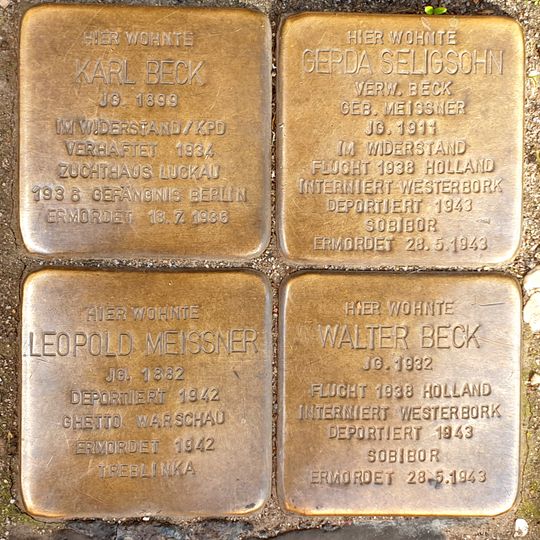 HIER WOHNTE
KARL BECK
JG. 1899
IM WIDERSTAND/KPD
VERHAFTET 1934
ZUCHTHAUS LUCKAU
1936 GEFÄNGNIS BERLIN
ERMORDET 13.7.1936
HIER WOHNTE
GERDA SELIGSOHN
VERW. BECK
GEB. MEISSNER
JG. 1911
IM WIDERSTAND
FLUCHT 1938 HOLLAND
INTERNIERT WESTERBORK
DEPORTIERT 1943
SOBIBOR
ERMORDET 28.5.1943
HIER WOHNTE
LEOPOLD MEISSNER
JG. 1882
DEPORTIERT 1942
GHETTO WARSCHAU
ERMORDET 1942
TREBLINKA
HIER WOHNTE
WALTER BECK
JG. 1932
FLUCHT 1938 HOLLAND
INTERNIERT WESTERBORK
DEPORTIERT 1943
SOBIBOR
ERMORDET 28.5.1943